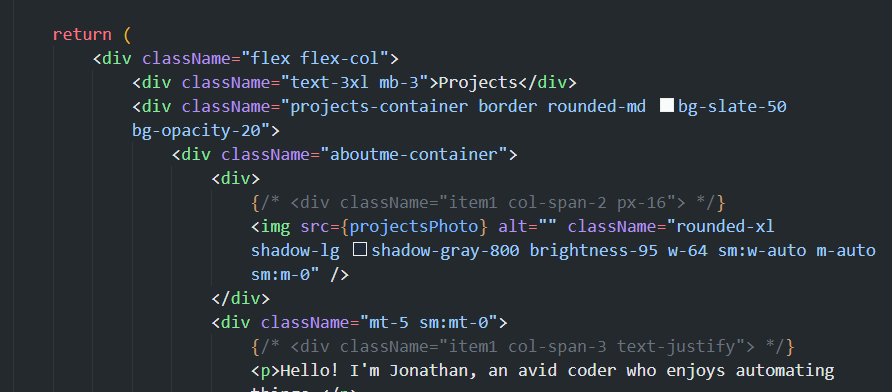 return (
<div className="flex flex-col">
<div className="text-3xl mb-3">Projects</div>
<div className="projects-container border rounded-md bg-slate-50
bg-opacity-20">
<div className="aboutme-container">
<div>
{/* <div className="item1 col-span-2 px-16"> */}
<img src={projectsPhoto} alt="" className="rounded-xl
shadow-lg shadow-gray-800 brightness-95 w-64 sm:w-auto m-auto
sm:m-0" />
</div>
<div className="mt-5 sm:mt-0">
{/* <div className="item1 col-span-3 text-justify"> */}
<p>Hello! I'm Jonathan, an avid coder who enjoys automating
things.</p>